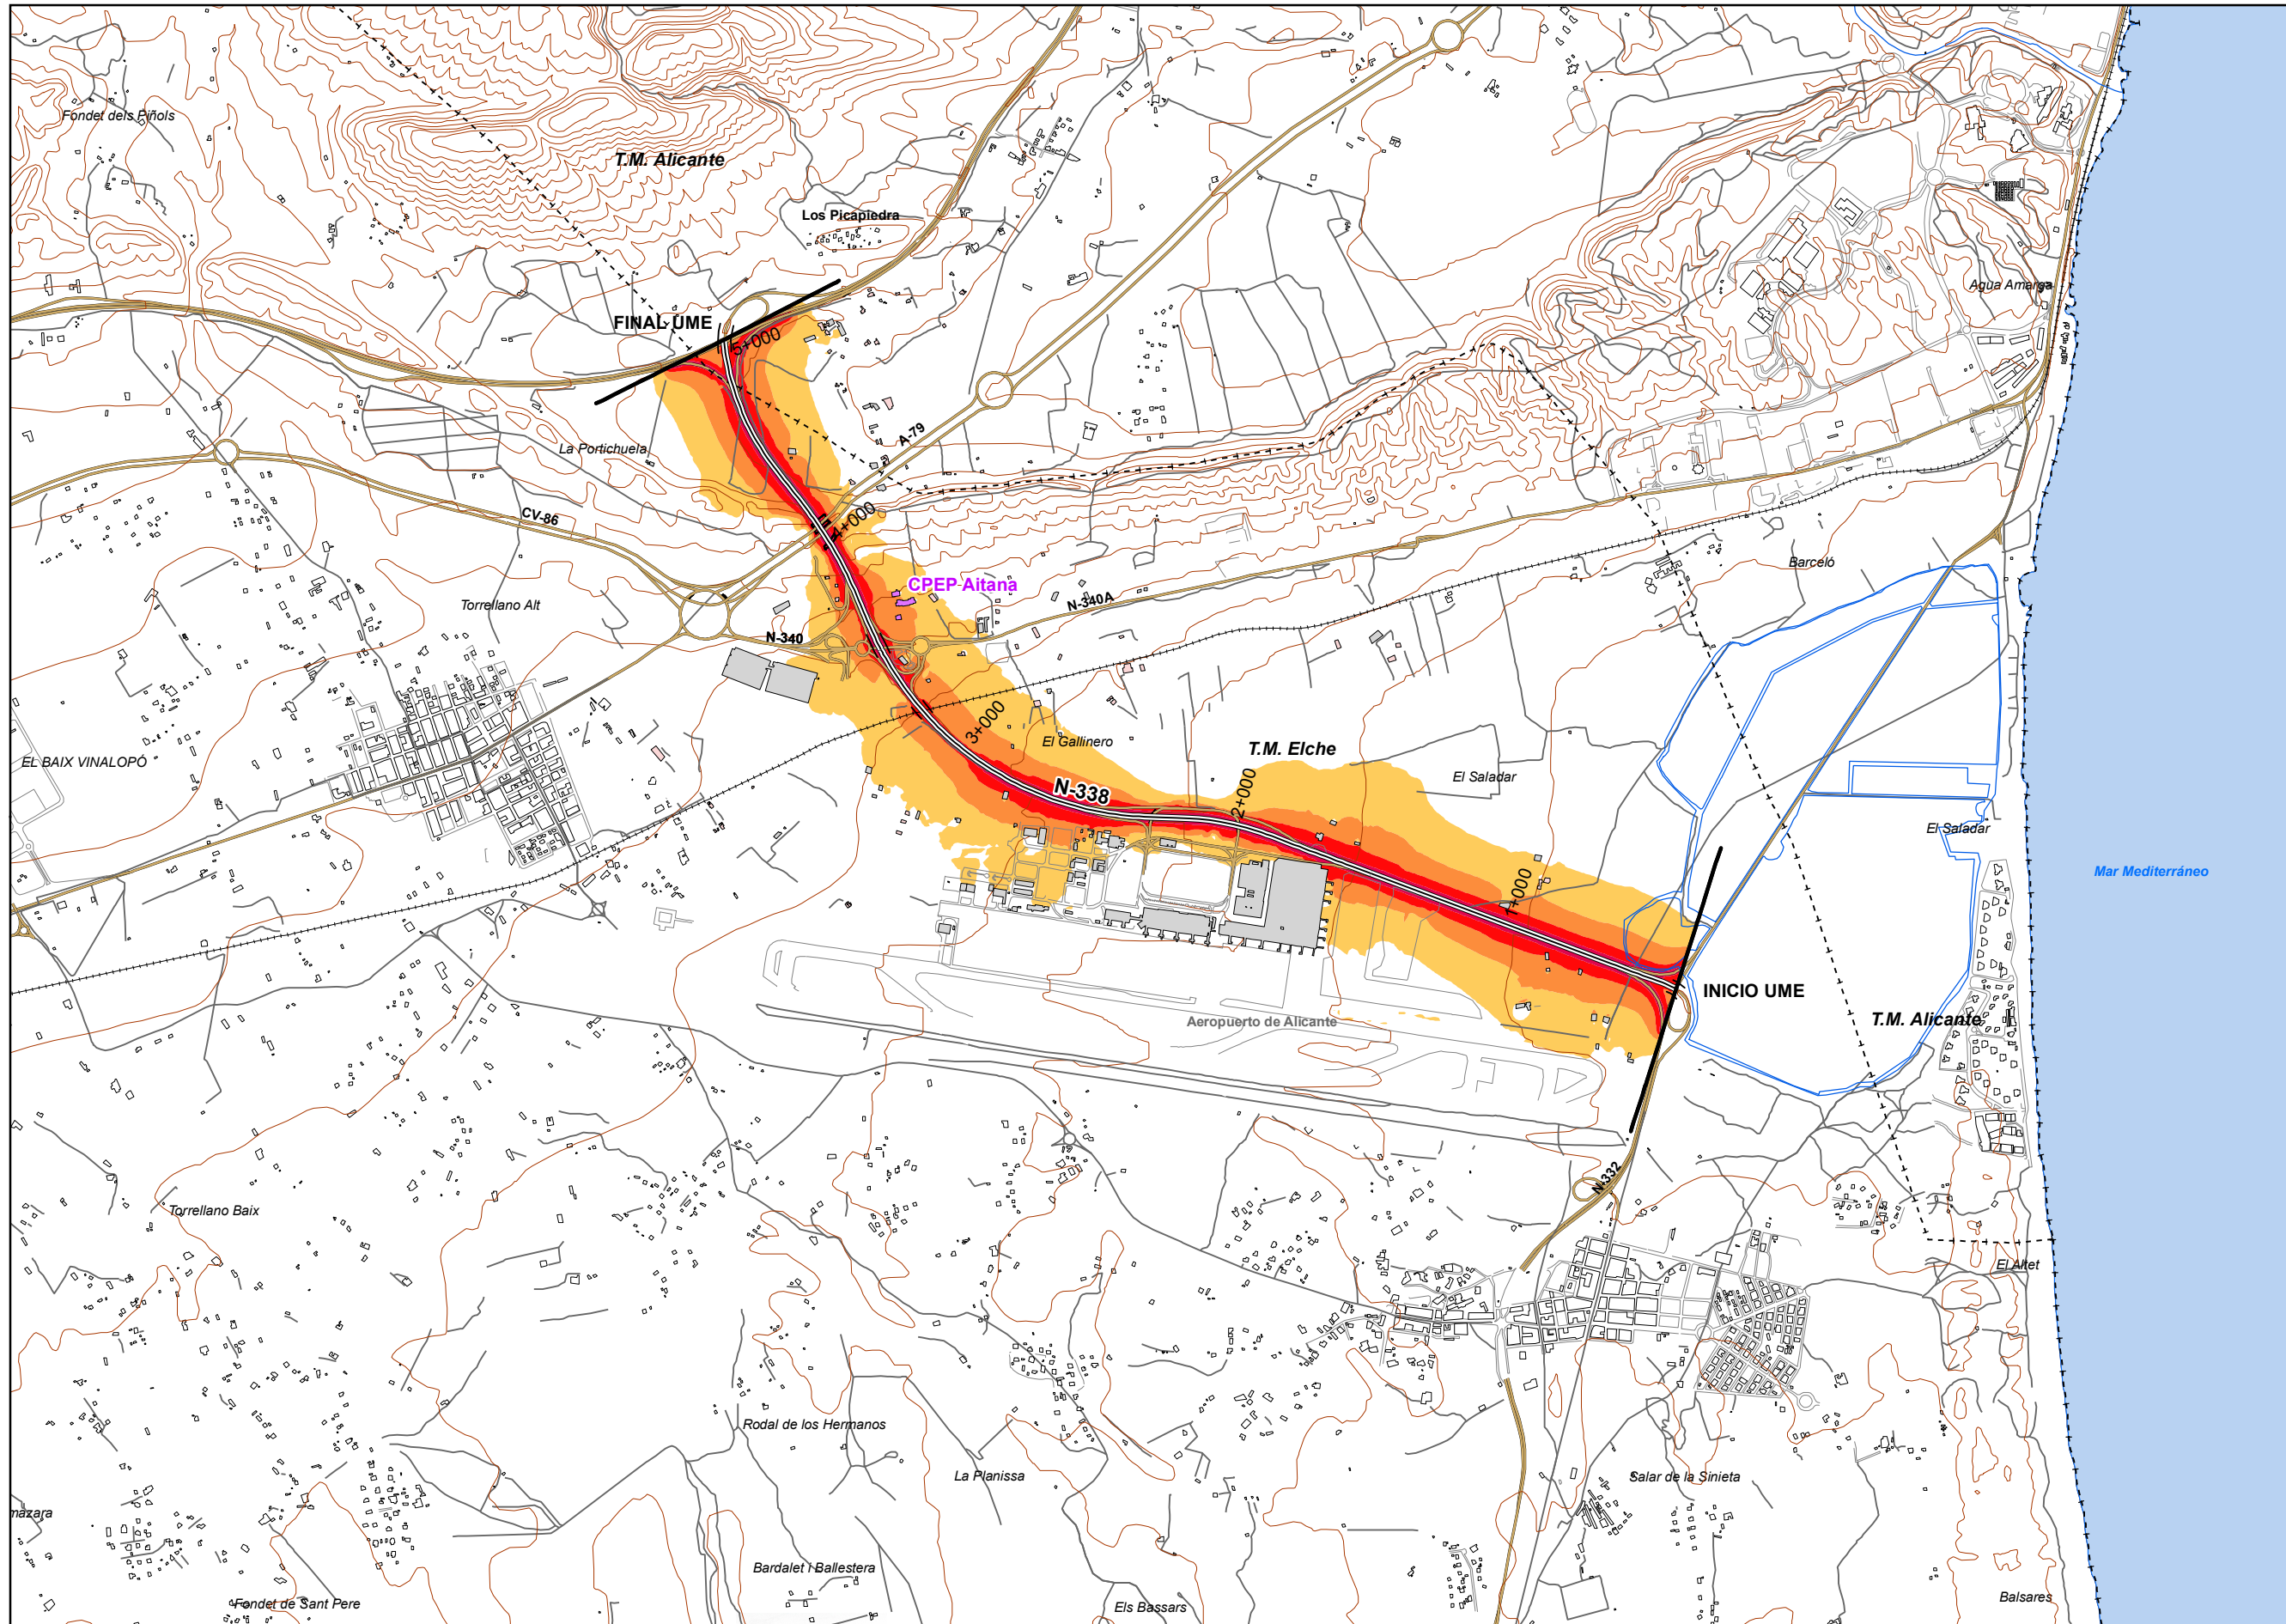 Fondet dels Piñols
T.M. Alicante
Los Picapiedra
Agua Amarga
FINAL UME
5+000
La Portichuela
A-79
CV-86
4+000
Barceló
CPEP Aitana
N-340A
Torrellano Alt
N-340
3+000
El Gallinero
T.M. Elche
EL BAIX VINALOPÓ
El Saladar
N-338
2+000
El Saladar
Mar Mediterráneo
1+000
INICIO UME
Aeropuerto de Alicante
T.M. Alicante
N-332
Torrellano Baix
El Altet
Rodal de los Hermanos
La Planissa
Salar de la Sinieta
mazara
Bardalet i Ballestera
Fondet de Sant Pere
Els Bassars
Balsares